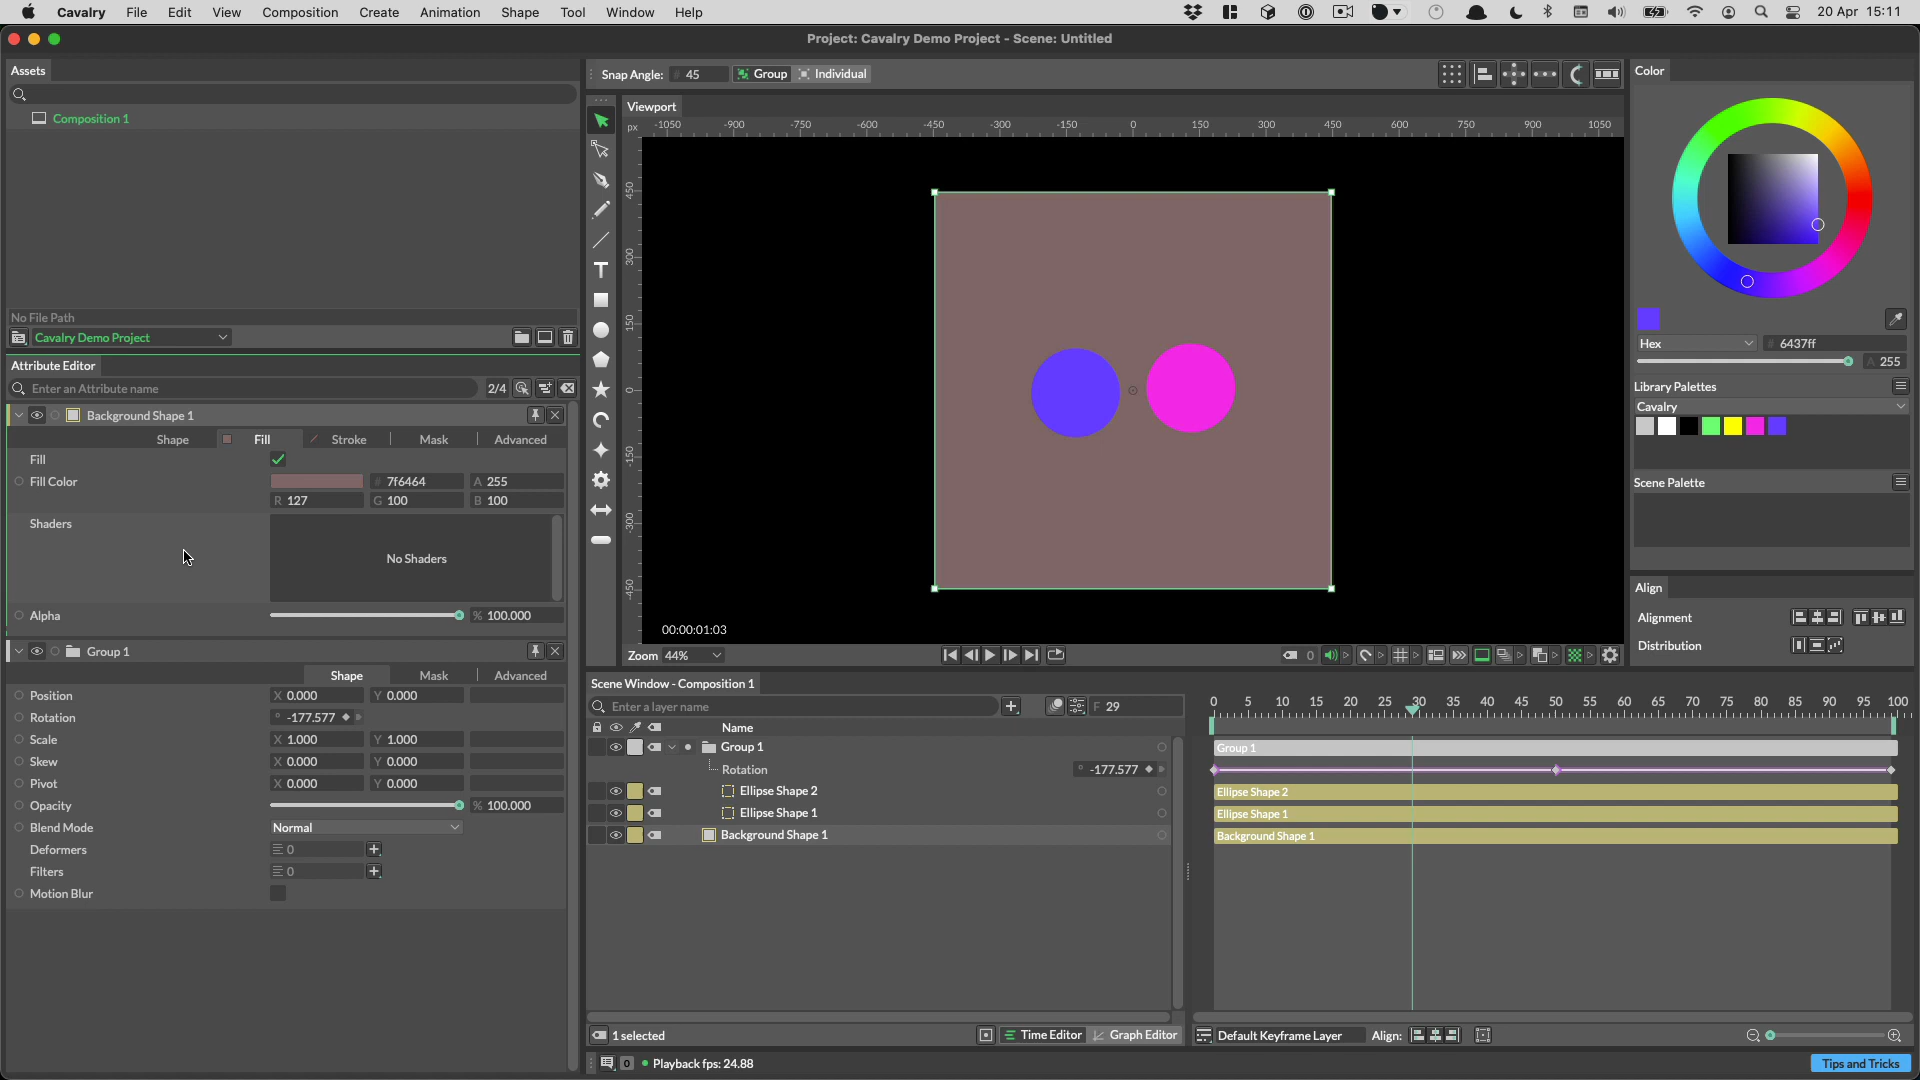 Cavalry File Edit View Composition Create Animation Shape Tool Window Help 20 Apr 15:11
Project: Cavalry Demo Project - Scene: Untitled
Assets
Composition 1
No File Path
Cavalry Demo Project
Attribute Editor
Enter an Attribute name 2/4
Background Shape 1
Shape Fill Stroke Mask Advanced
Fill
Fill Color # 7f6464 A 255
R 127 G 100 B 100
Shaders
No Shaders
Alpha % 100.000
Group 1
Shape Mask Advanced
Position X 0.000 Y 0.000
Rotation ° -177.577
Scale X 1.000 Y 1.000
Skew X 0.000 Y 0.000
Pivot X 0.000 Y 0.000
Opacity % 100.000
Blend Mode Normal
Deformers 0
Filters 0
Motion Blur
Snap Angle: # 45 Group Individual
Viewport
px -1050 -900 -750 -600 -450 -300 -150 0 150 300 450 600 750 900 1050
450
300
150
0
-150
-300
-450
00:00:01:03
Zoom 44% 0
Scene Window - Composition 1
Enter a layer name F 29
Name
Group 1
Rotation ° -177.577
Ellipse Shape 2
Ellipse Shape 1
Background Shape 1
0 5 10 15 20 25 30 35 40 45 50 55 60 65 70 75 80 85 90 95 100
Group 1
Ellipse Shape 2
Ellipse Shape 1
Background Shape 1
1 selected Time Editor Graph Editor
Default Keyframe Layer Align:
0 Playback fps: 24.88
Tips and Tricks
Color
Hex # 6437ff
A 255
Library Palettes
Cavalry
Scene Palette
Align
Alignment
Distribution